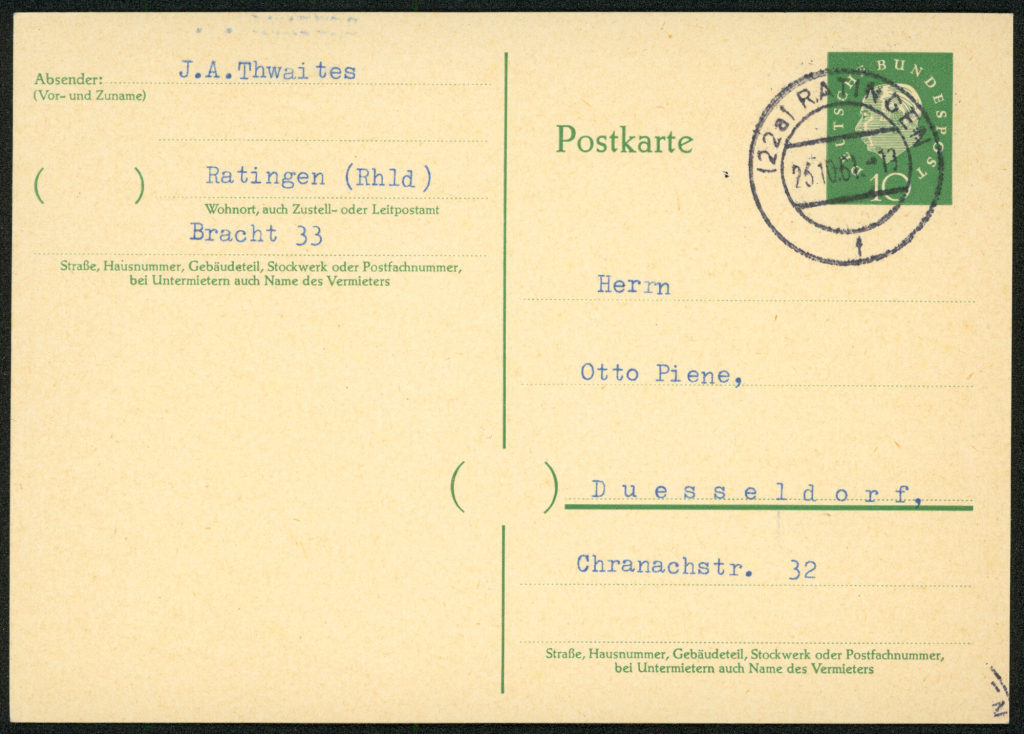 Absender:
(Vor- und Zuname)
J.A.Thwaites
( )
Ratingen (Rhld)
Wohnort, auch Zustell- oder Leitpostamt
Bracht 33
Straße, Hausnummer, Gebäudeteil, Stockwerk oder Postfachnummer,
bei Untermietern auch Name des Vermieters
Postkarte
DEUTSCHE BUNDESPOST
10
(22a) RATINGEN
f
Herrn
Otto Piene,
( )
Duesseldorf,
Chranachstr. 32
Straße, Hausnummer, Gebäudeteil, Stockwerk oder Postfachnummer,
bei Untermietern auch Name des Vermieters